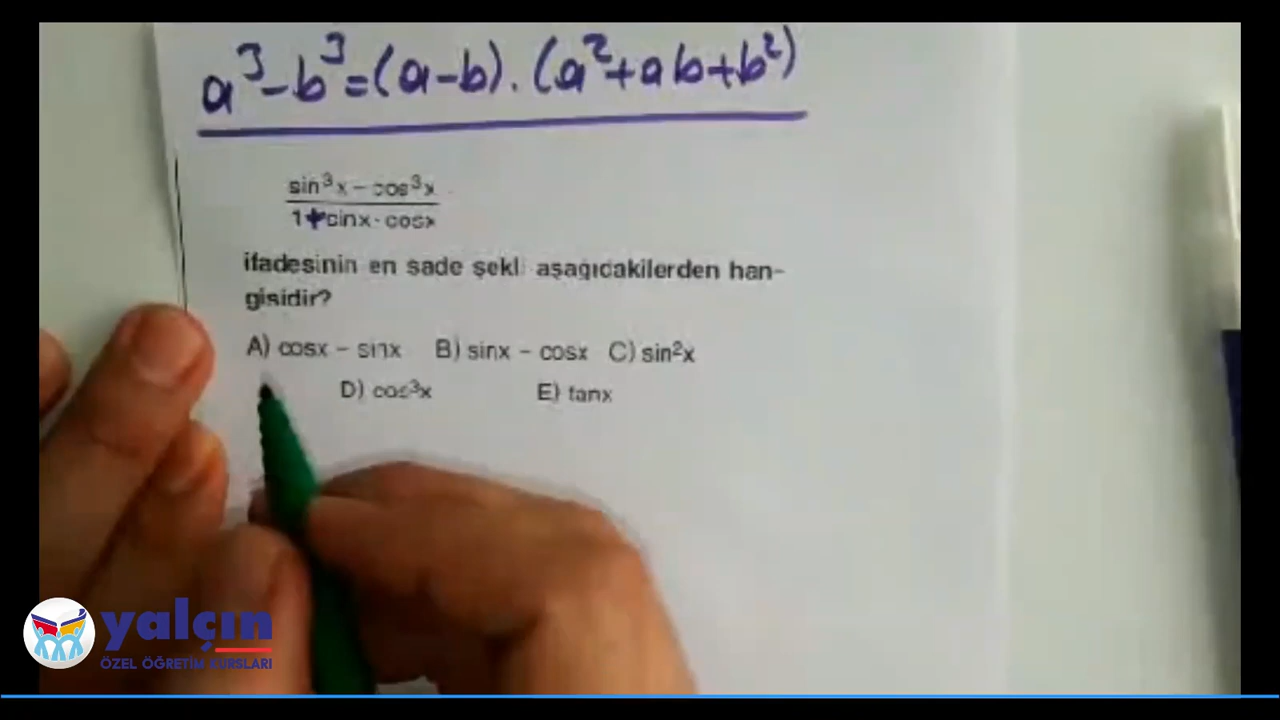 a³-b³=(a-b).(a²+ab+b²)
sin³x - cos³x
1+sinx·cosx
ifadesinin en sade şekl aşağıdakilerden han-
gisidir?
A) cosx - sinx B) sinx - cosx C) sin²x
D) cos³x E) tanx
yalçın
ÖZEL ÖĞRETİM KURSLARI